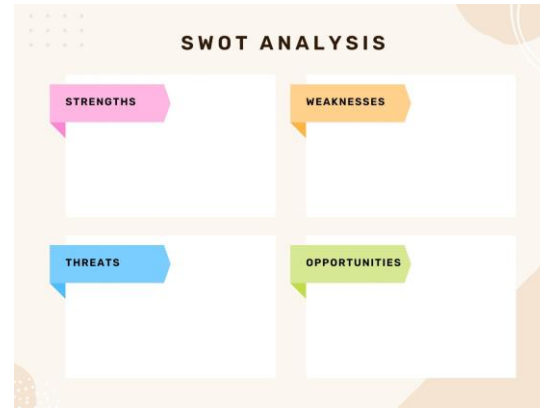 SWOT ANALYSIS
STRENGTHS
WEAKNESSES
THREATS
OPPORTUNITIES